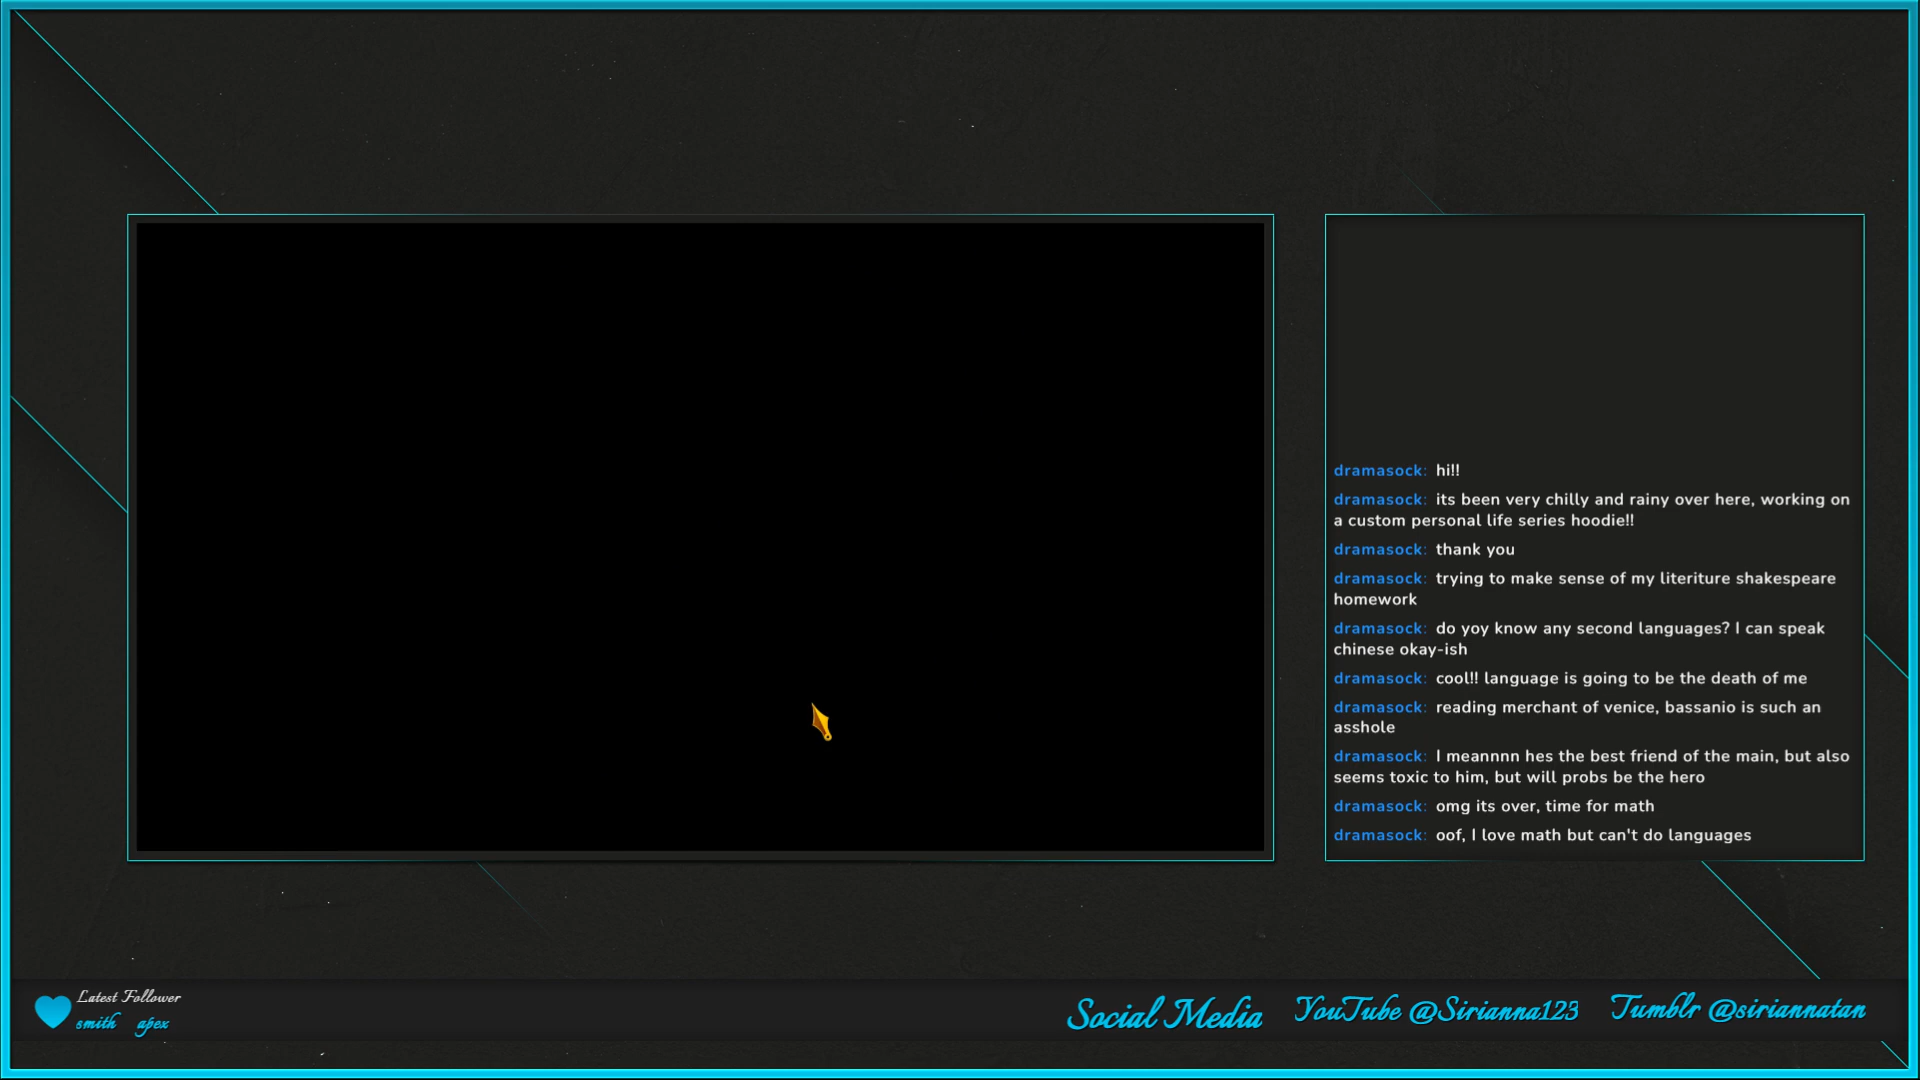 dramasock: hi!!
dramasock: its been very chilly and rainy over here, working on
a custom personal life series hoodie!!
dramasock: thank you
dramasock: trying to make sense of my literiture shakespeare
homework
dramasock: do yoy know any second languages? I can speak
chinese okay-ish
dramasock: cool!! language is going to be the death of me
dramasock: reading merchant of venice, bassanio is such an
asshole
dramasock: I meannnn hes the best friend of the main, but also
seems toxic to him, but will probs be the hero
dramasock: omg its over, time for math
dramasock: oof, I love math but can't do languages
Latest Follower
smith apex
Social Media YouTube @Sirianna123 Tumblr @siriannatan